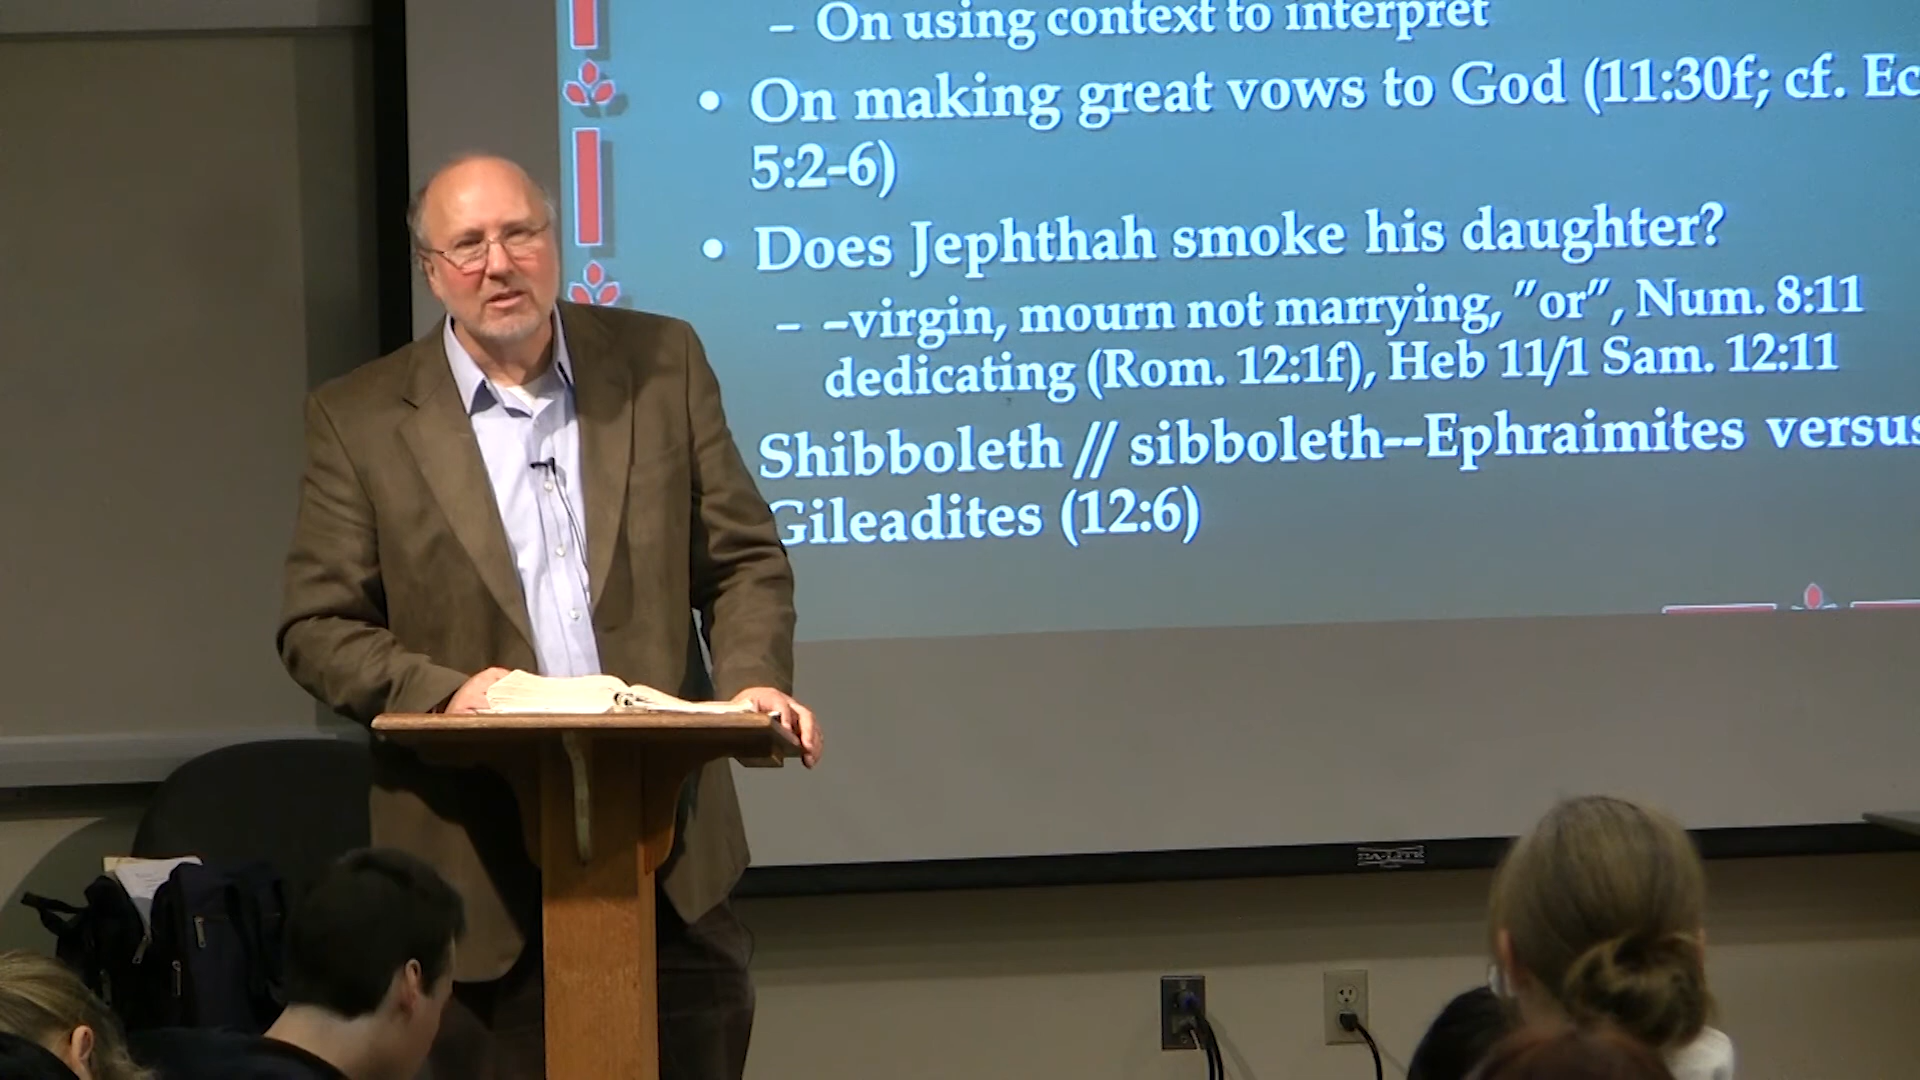 – On using context to interpret
• On making great vows to God (11:30f; cf. Ec
5:2-6)
• Does Jephthah smoke his daughter?
– –virgin, mourn not marrying, ”or”, Num. 8:11
dedicating (Rom. 12:1f), Heb 11/1 Sam. 12:11
Shibboleth // sibboleth--Ephraimites versus
Gileadites (12:6)
DA-LITE